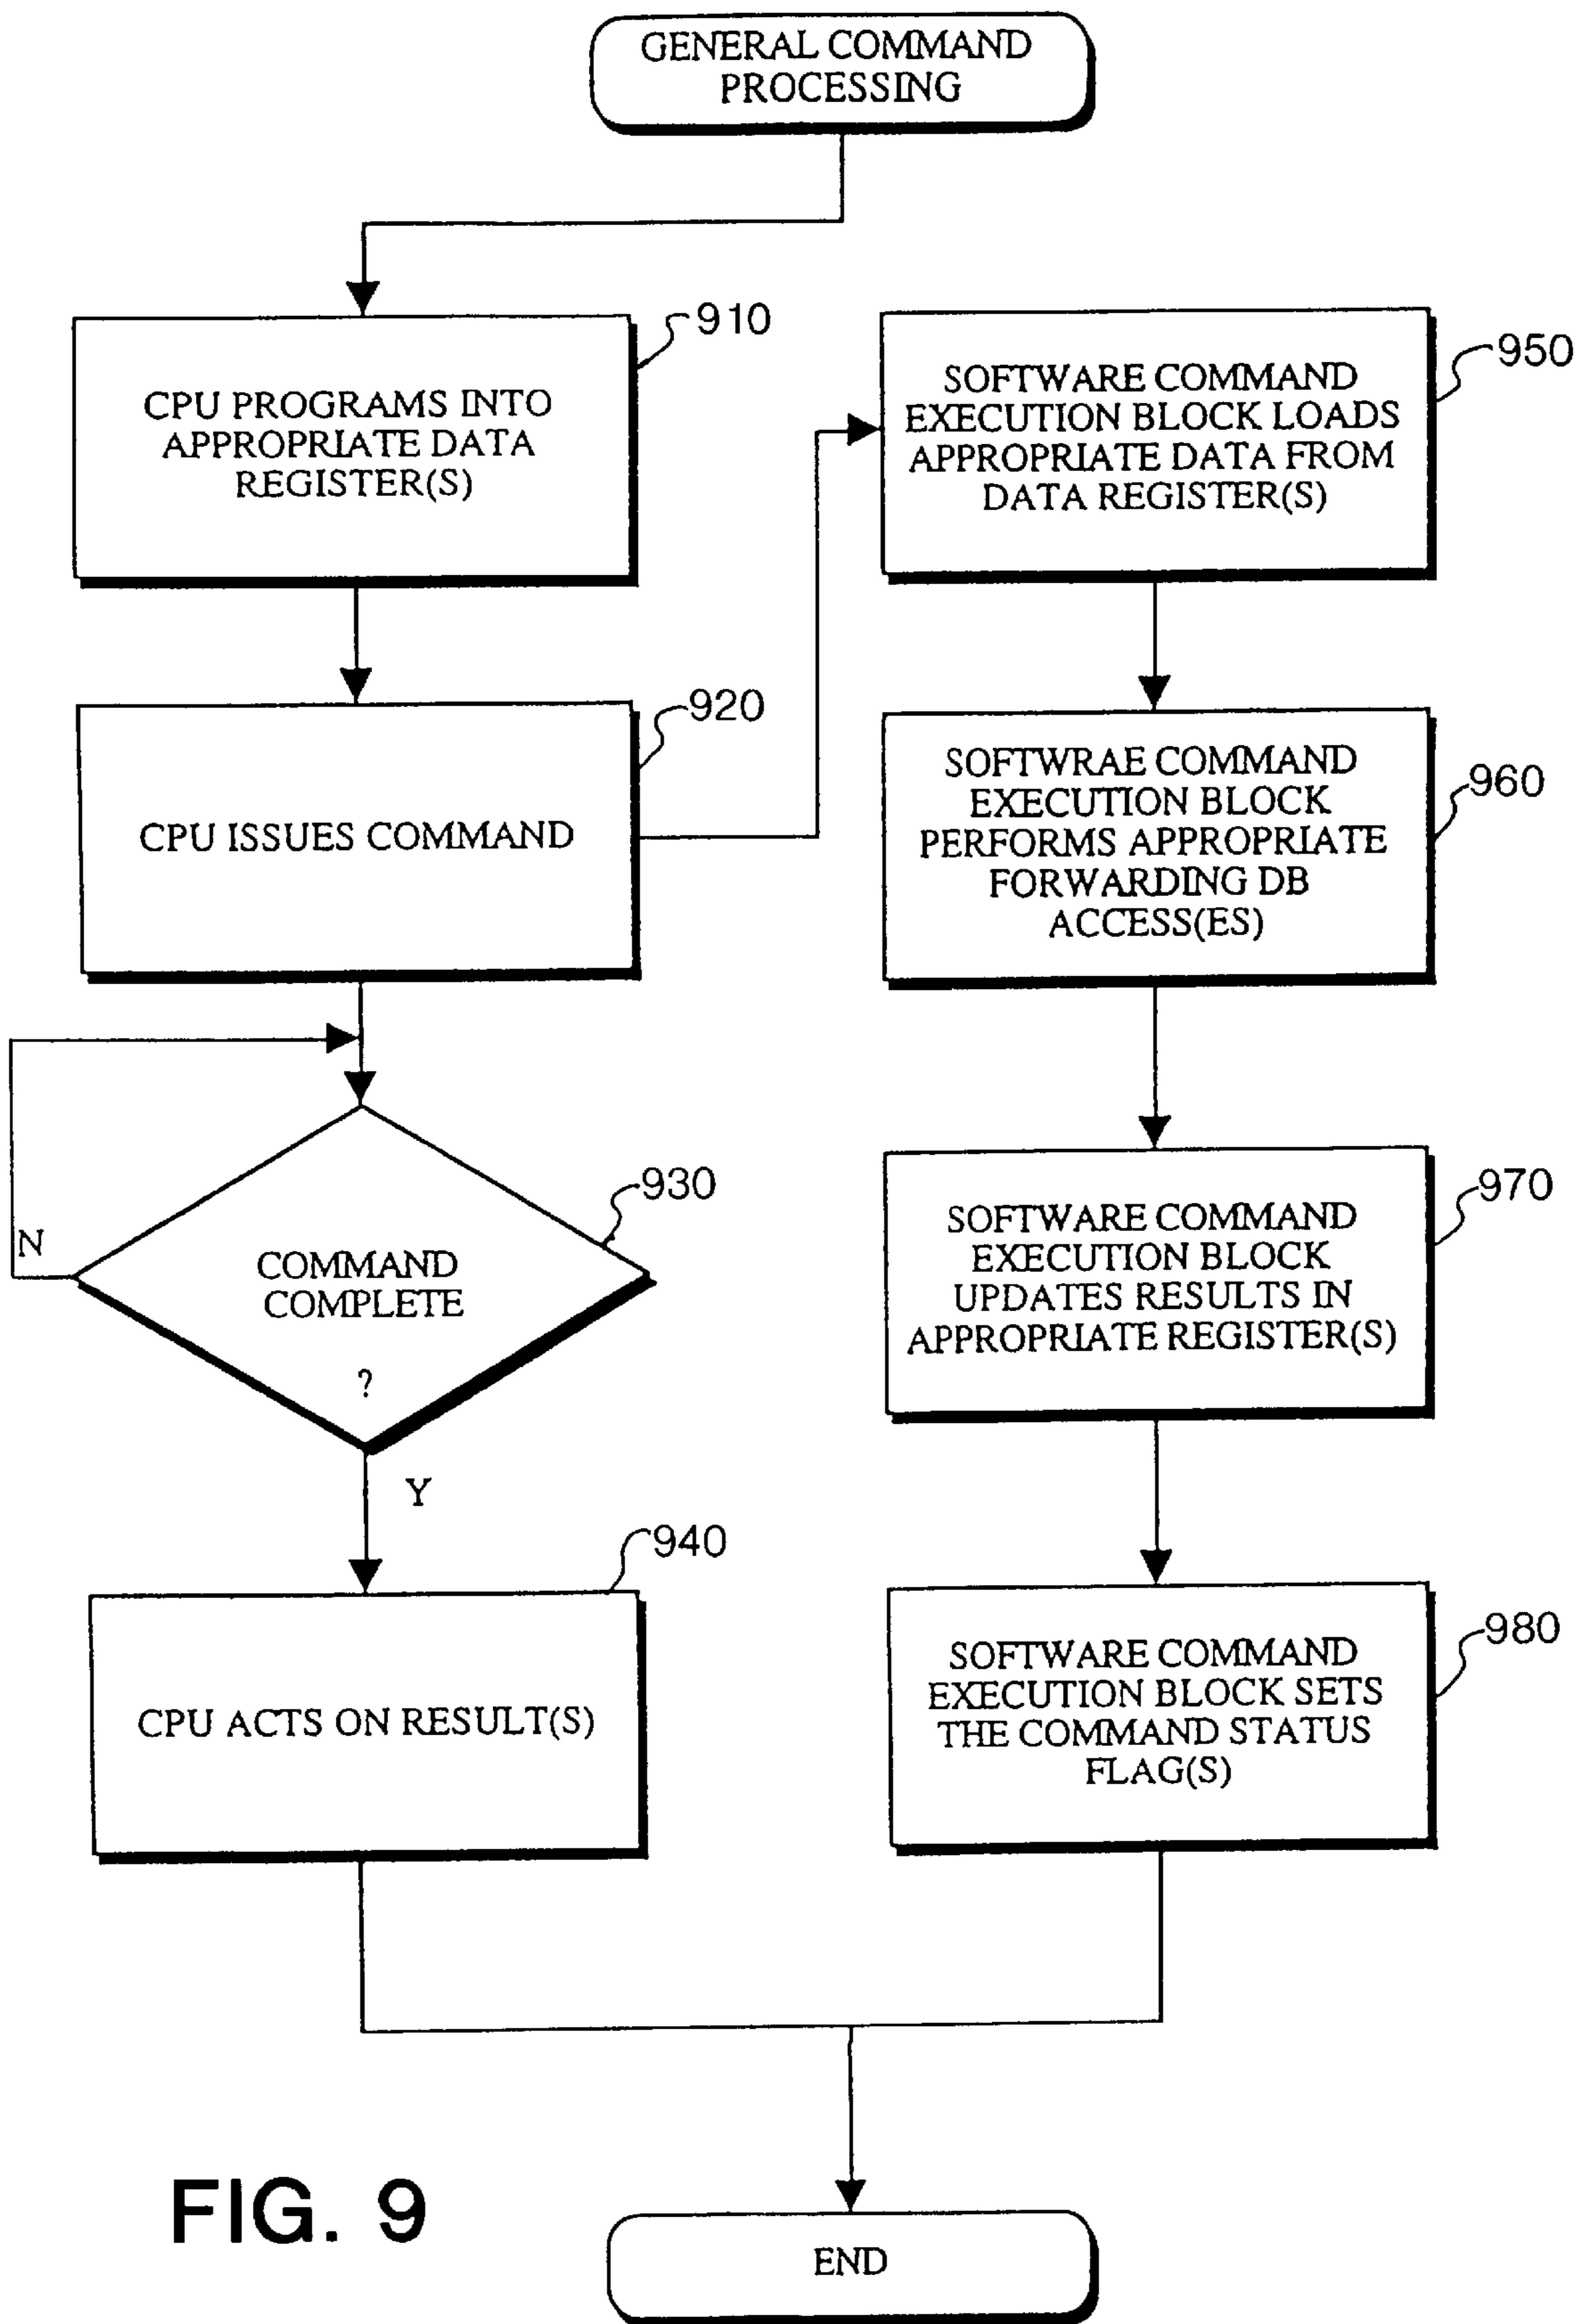 GENERAL COMMAND
PROCESSING
910
CPU PROGRAMS INTO
APPROPRIATE DATA
REGISTER(S)
920
CPU ISSUES COMMAND
930
N
COMMAND
COMPLETE
?
Y
940
CPU ACTS ON RESULT(S)
950
SOFTWARE COMMAND
EXECUTION BLOCK LOADS
APPROPRIATE DATA FROM
DATA REGISTER(S)
960
SOFTWRAE COMMAND
EXECUTION BLOCK
PERFORMS APPROPRIATE
FORWARDING DB
ACCESS(ES)
970
SOFTWARE COMMAND
EXECUTION BLOCK
UPDATES RESULTS IN
APPROPRIATE REGISTER(S)
980
SOFTWARE COMMAND
EXECUTION BLOCK SETS
THE COMMAND STATUS
FLAG(S)
FIG. 9
END